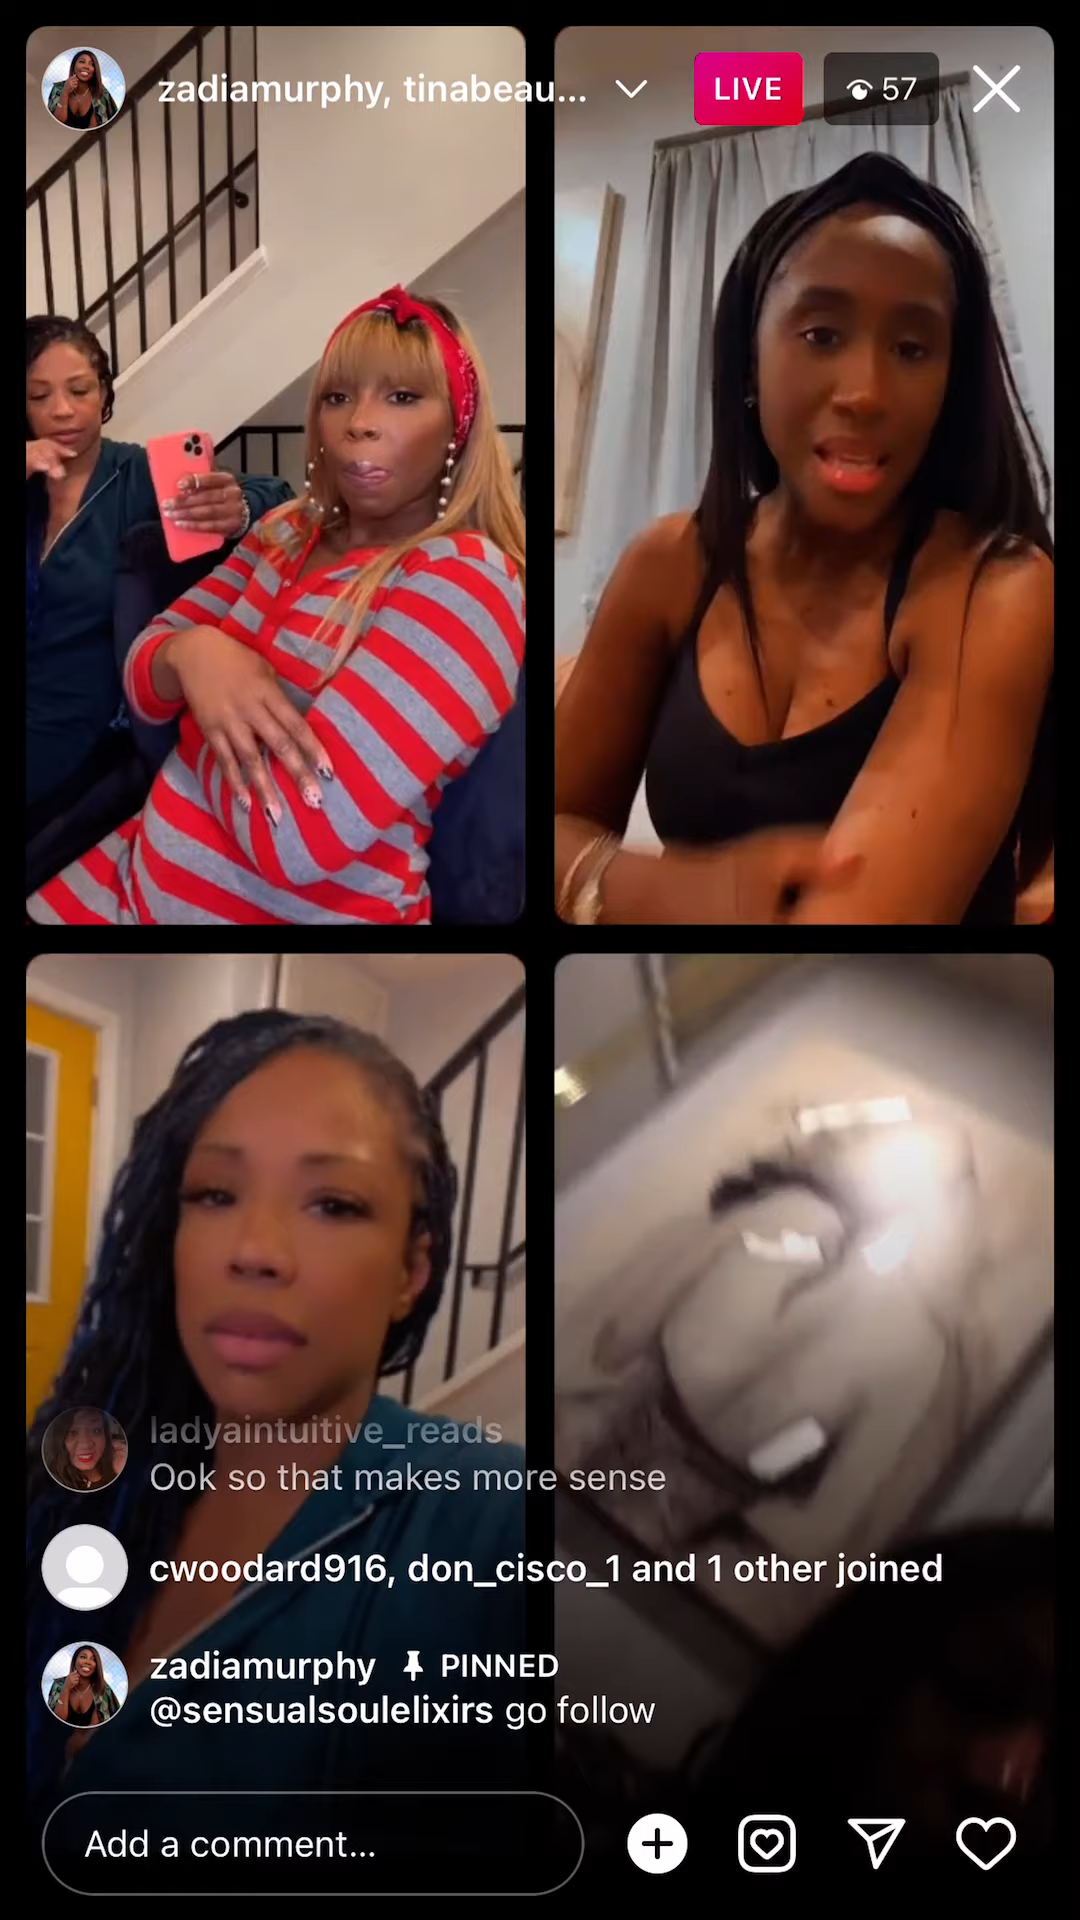 zadiamurphy, tinabeau...
LIVE
57
ladyaintuitive_reads
Ook so that makes more sense
cwoodard916, don_cisco_1 and 1 other joined
zadiamurphy PINNED
@sensualsoulelixirs go follow
Add a comment...